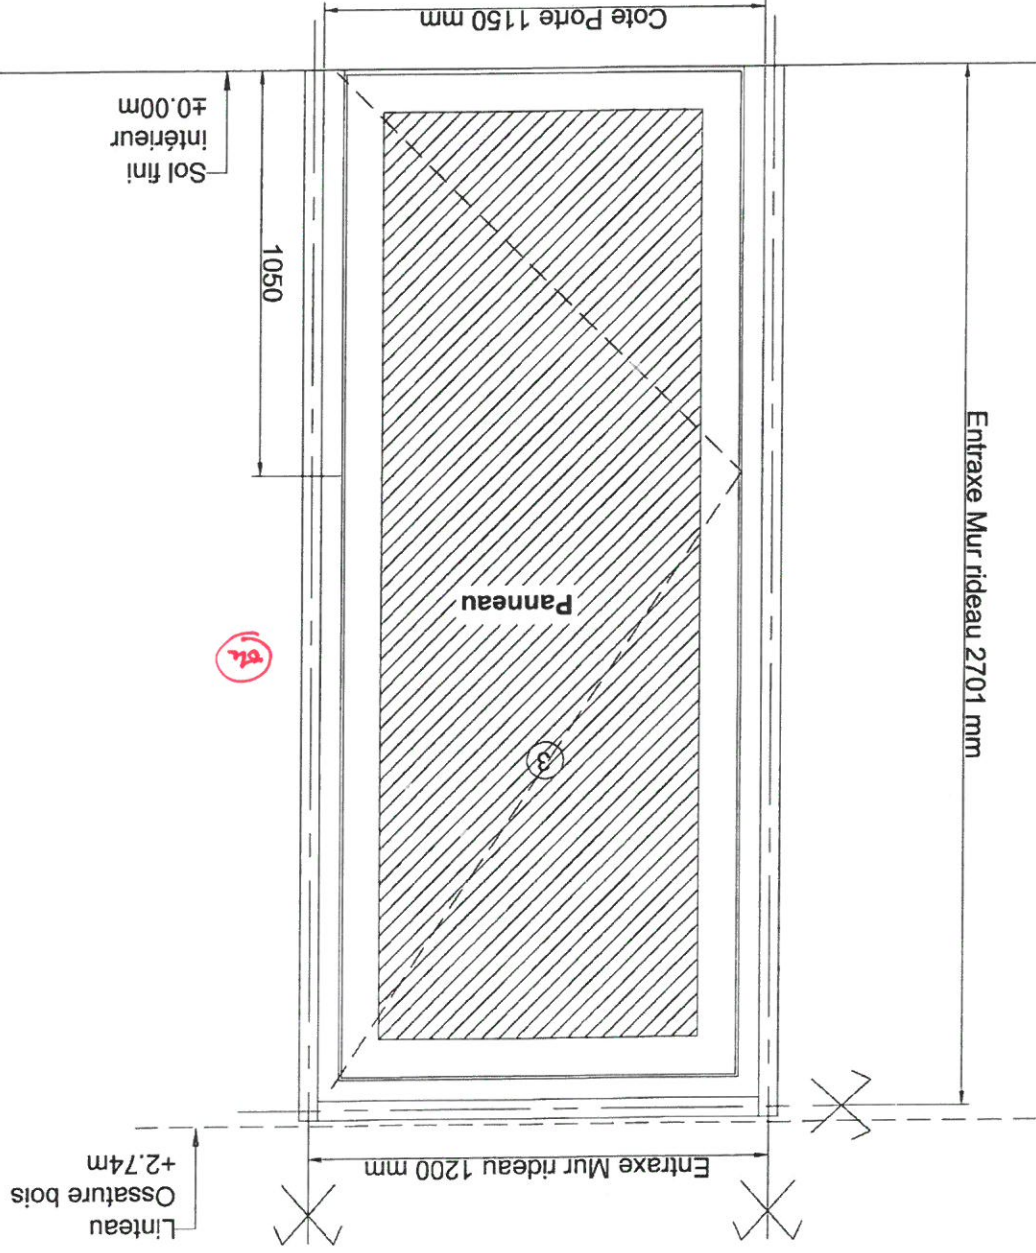 Linteau
Ossature bois
+2.74m
Entraxe Mur rideau 1200 mm
3
Panneau
Entraxe Mur rideau 2701 mm
1050
Sol fini
intérieur
±0.00m
Cote Porte 1150 mm